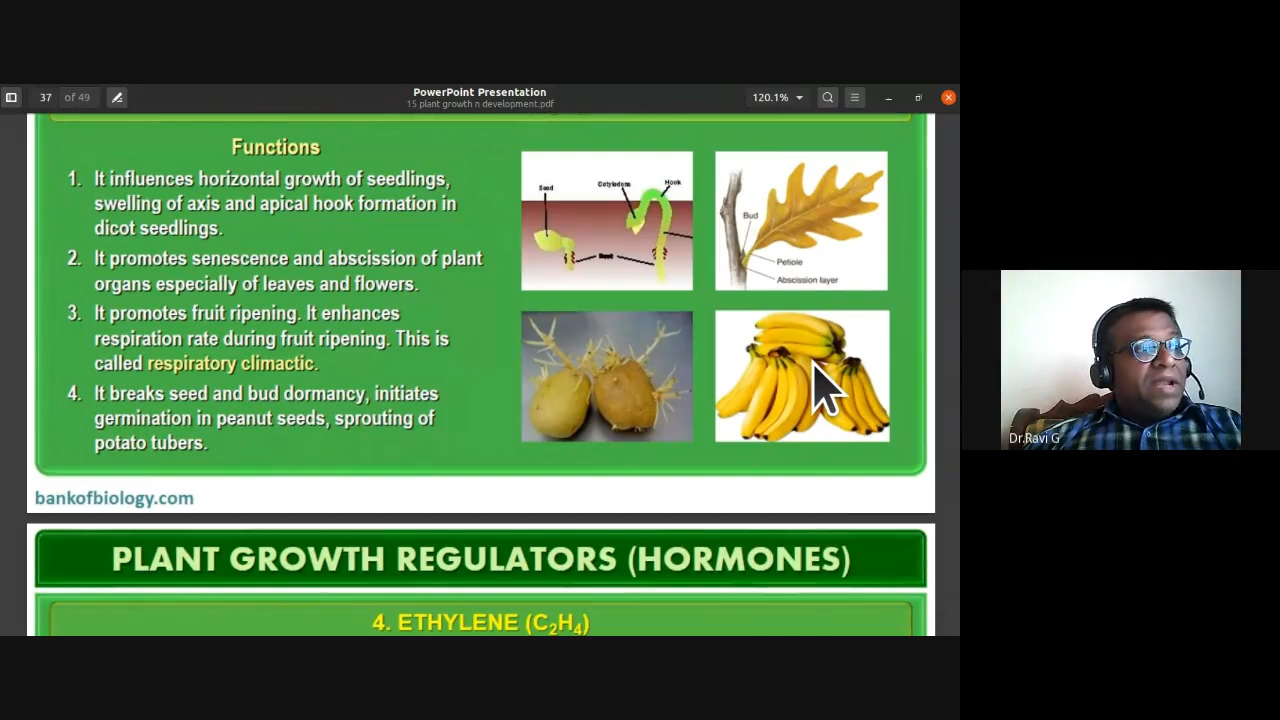 37 of 49
PowerPoint Presentation
15 plant growth n development.pdf
120.1%
Functions
1. It influences horizontal growth of seedlings,
swelling of axis and apical hook formation in
dicot seedlings.
2. It promotes senescence and abscission of plant
organs especially of leaves and flowers.
3. It promotes fruit ripening. It enhances
respiration rate during fruit ripening. This is
called respiratory climactic.
4. It breaks seed and bud dormancy, initiates
germination in peanut seeds, sprouting of
potato tubers.
Seed
Cotyledons
Hook
Bud
Petiole
Abscission layer
bankofbiology.com
PLANT GROWTH REGULATORS (HORMONES)
4. ETHYLENE (C₂H₄)
Dr.Ravi G